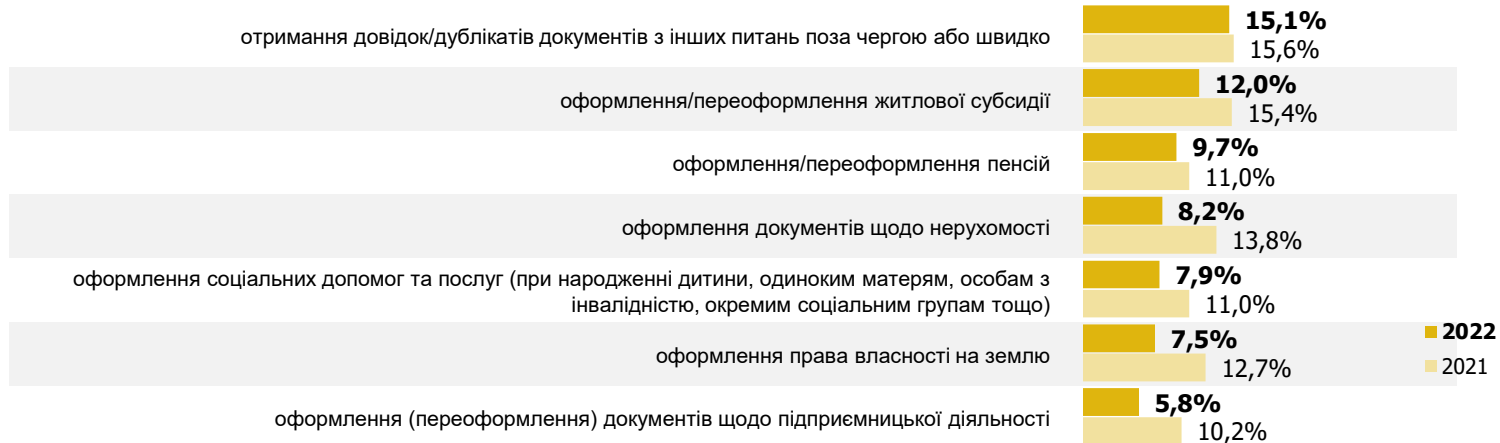 отримання довідок/дублікатів документів з інших питань поза чергою або швидко
15,1%
15,6%
оформлення/переоформлення житлової субсидії
12,0%
15,4%
оформлення/переоформлення пенсій
9,7%
11,0%
оформлення документів щодо нерухомості
8,2%
13,8%
оформлення соціальних допомог та послуг (при народженні дитини, одиноким матерям, особам з
інвалідністю, окремим соціальним групам тощо)
7,9%
11,0%
оформлення права власності на землю
7,5%
12,7%
оформлення (переоформлення) документів щодо підприємницької діяльності
5,8%
10,2%
2022
2021